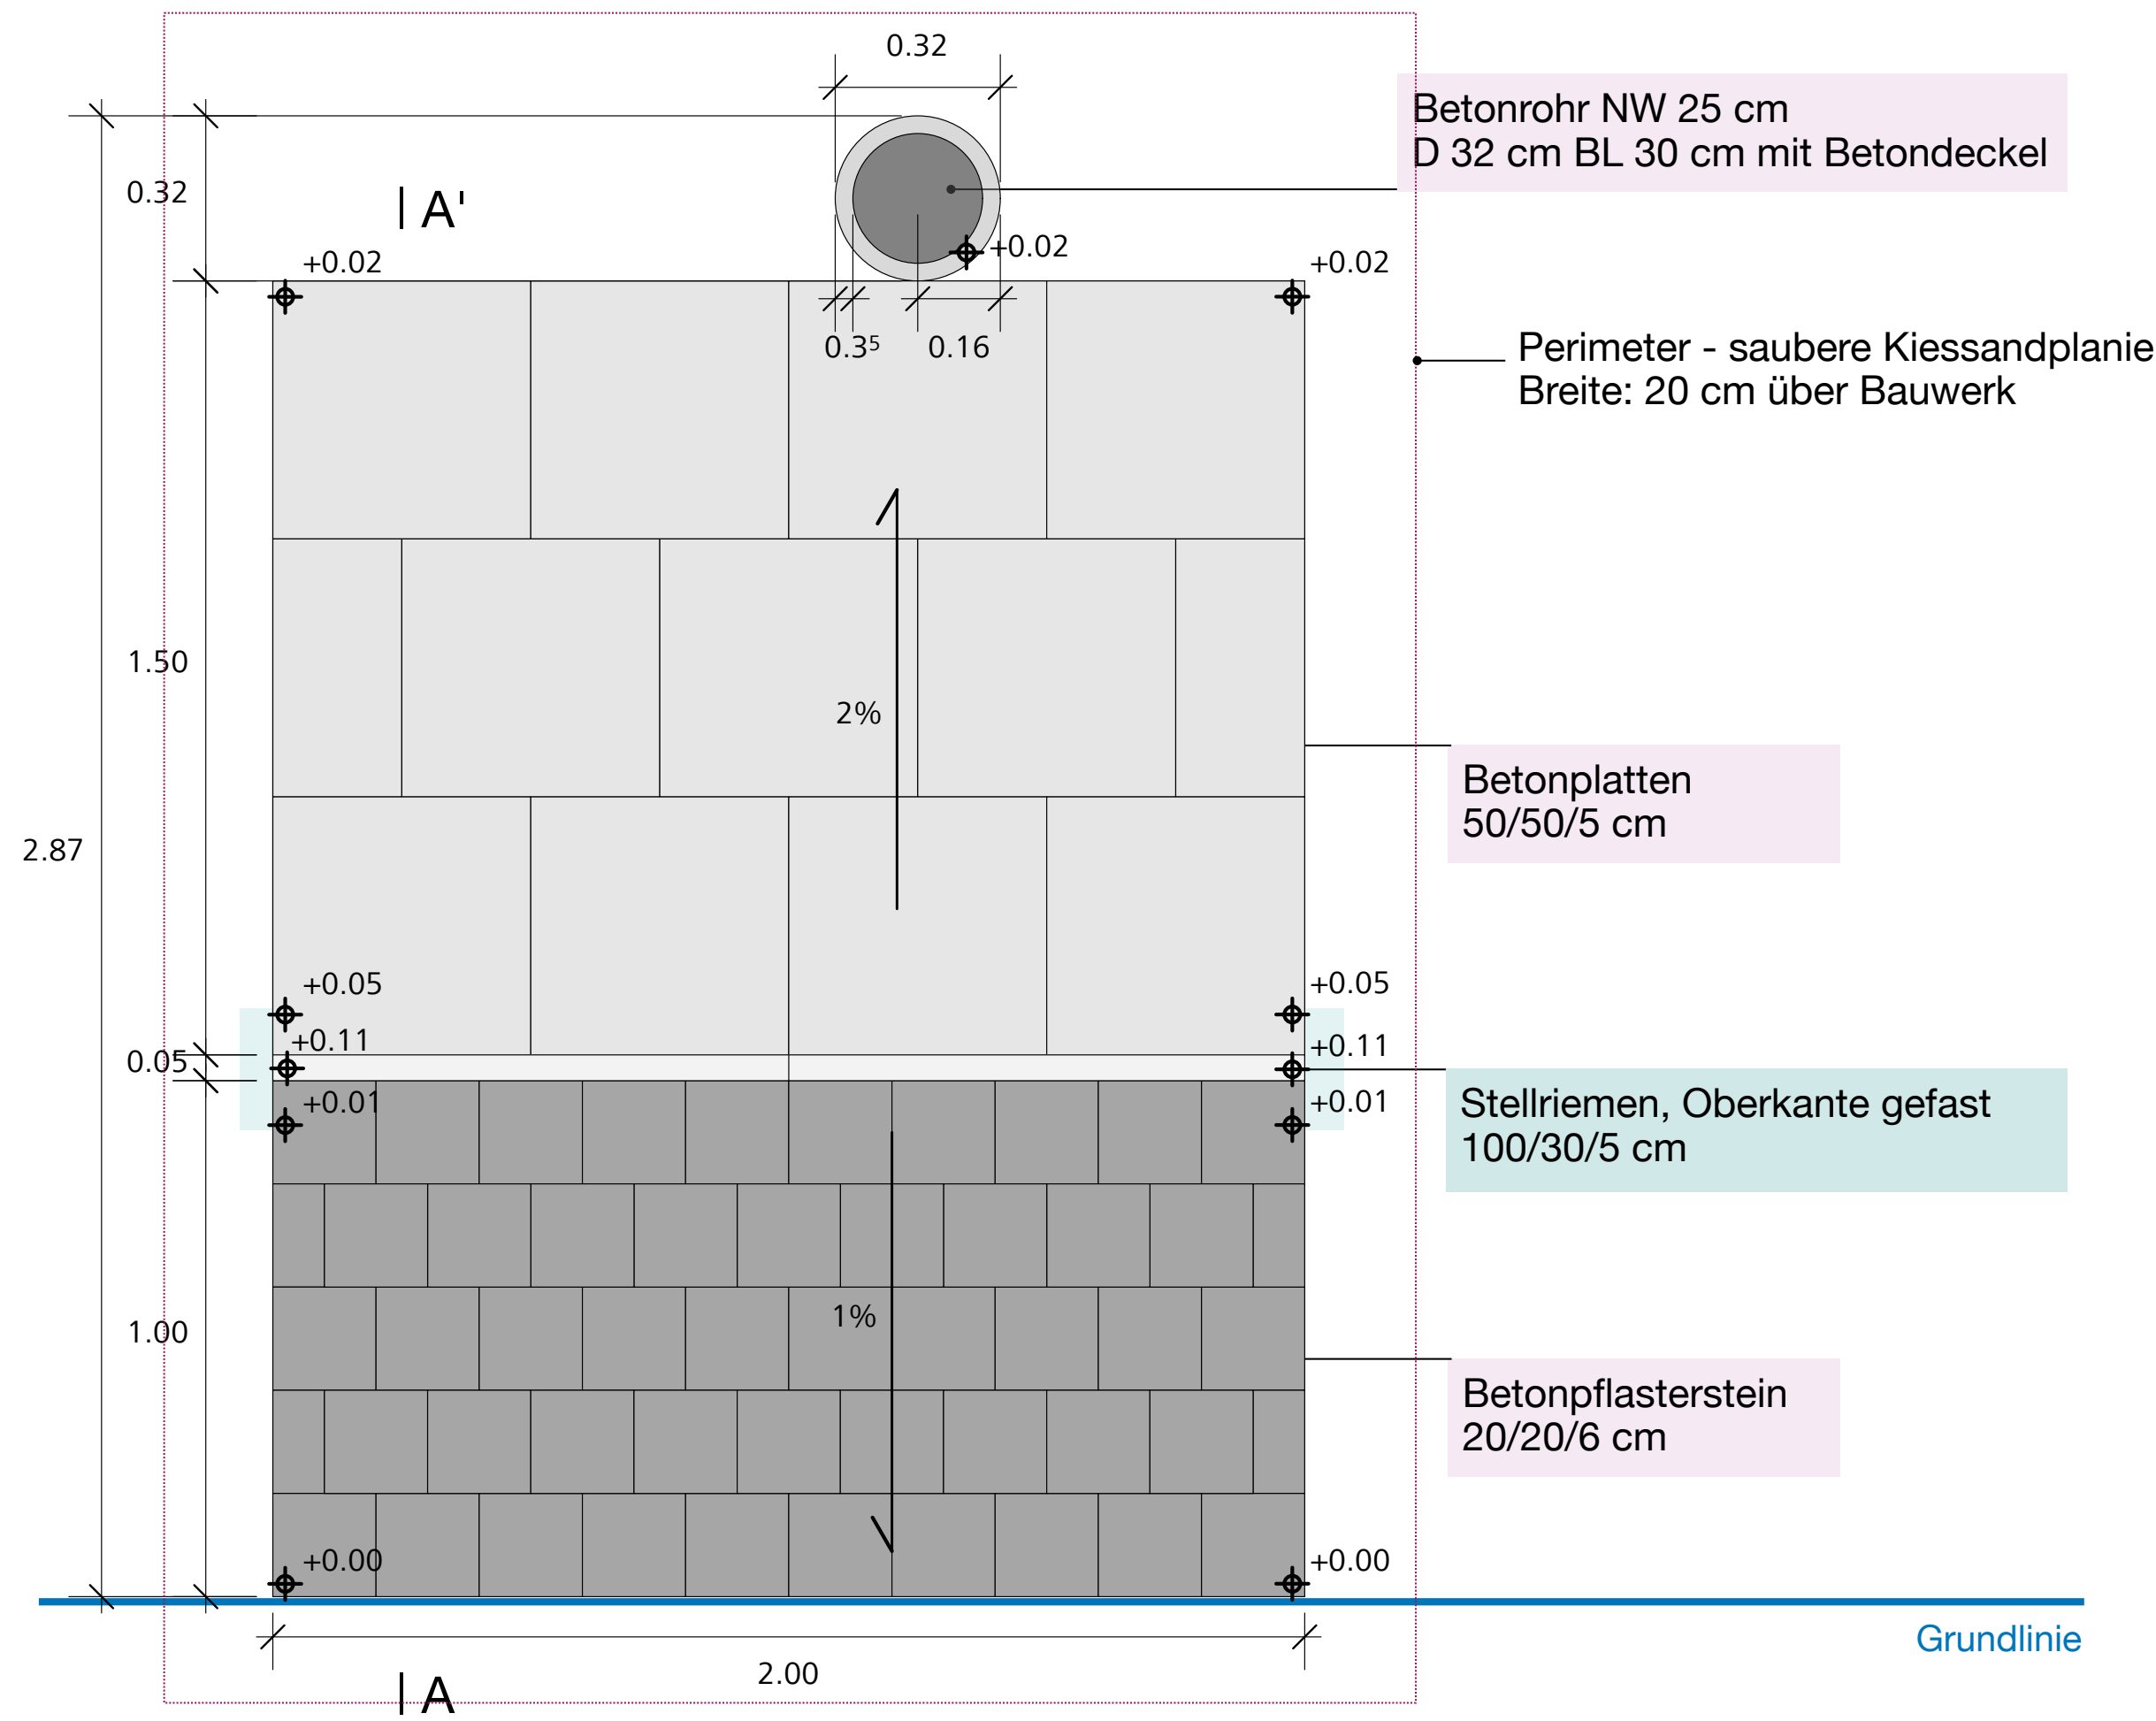 0.32
Betonrohr NW 25 cm
D 32 cm BL 30 cm mit Betondeckel
0.32
A'
+0.02
+0.02
+0.02
0.3⁵
0.16
Perimeter - saubere Kiessandplanie
Breite: 20 cm über Bauwerk
1.50
2%
Betonplatten
50/50/5 cm
2.87
+0.05
+0.05
+0.11
+0.11
0.05
+0.01
+0.01
Stellriemen, Oberkante gefast
100/30/5 cm
1.00
1%
Betonpflasterstein
20/20/6 cm
+0.00
+0.00
Grundlinie
2.00
A